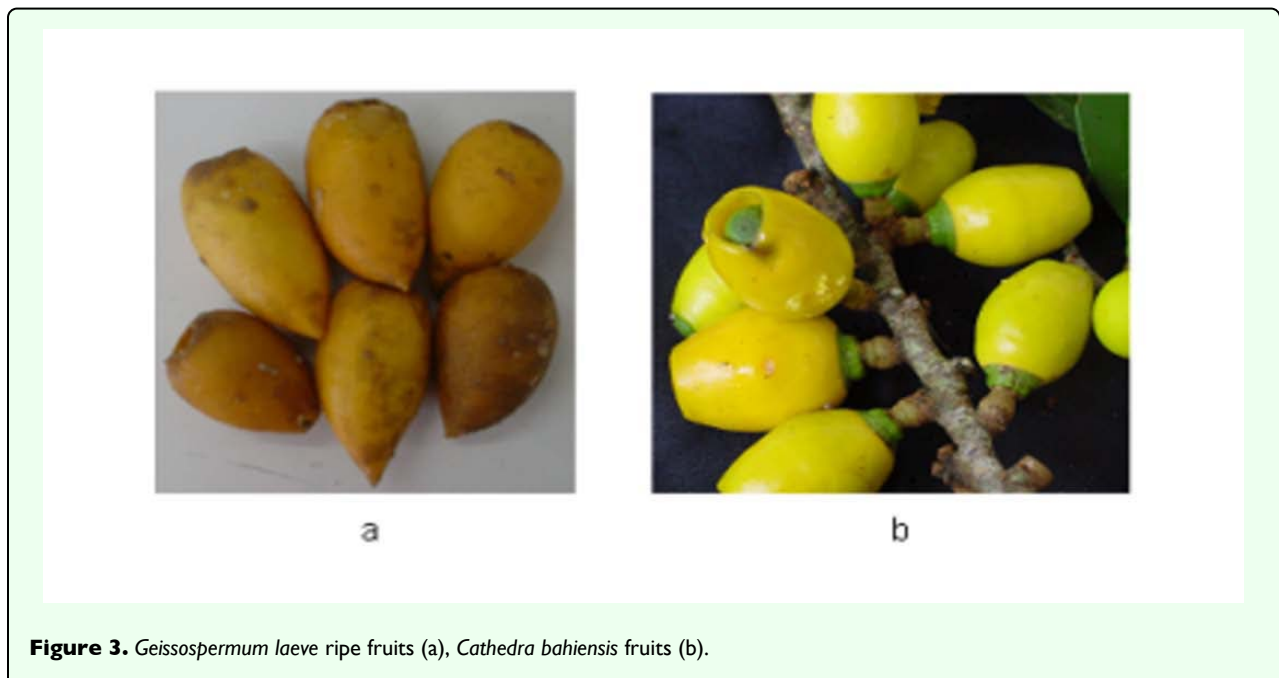 a
b
Figure 3. Geissospermum laeve ripe fruits (a), Cathedra bahiensis fruits (b).